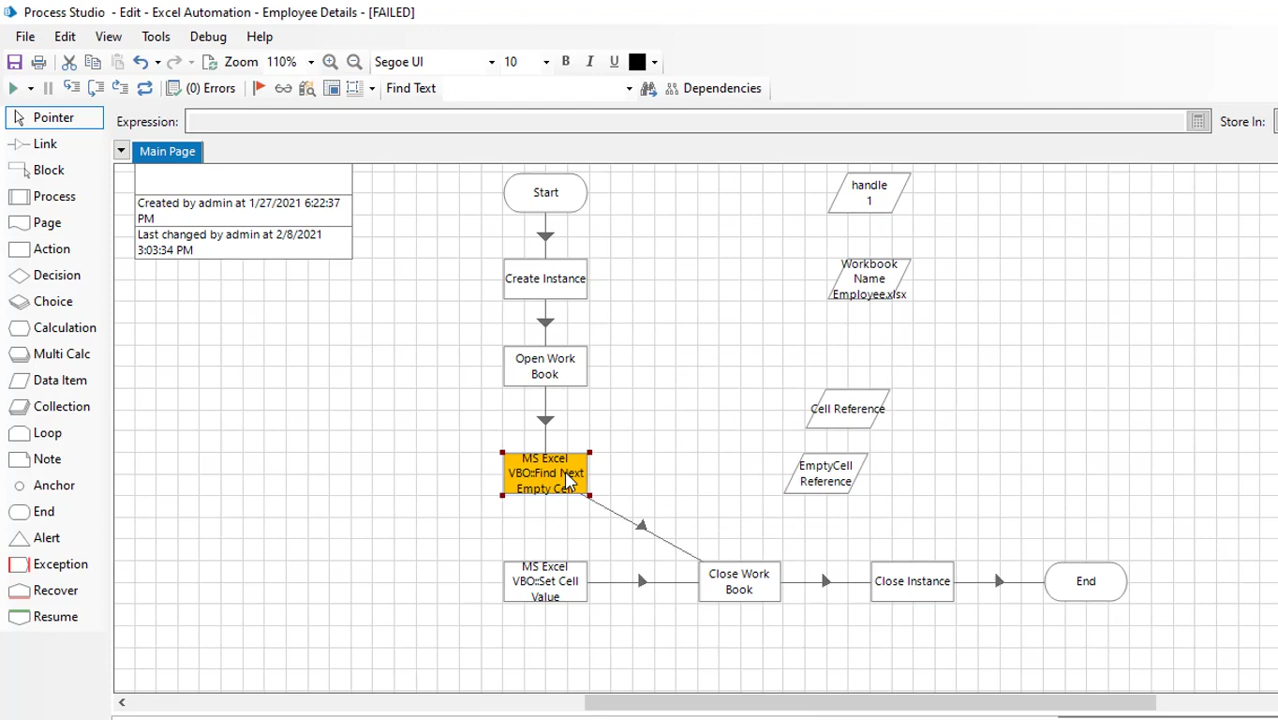 Process Studio - Edit - Excel Automation - Employee Details - [FAILED]
File Edit View Tools Debug Help
Zoom 110% Segoe UI 10 B I U
(0) Errors Find Text Dependencies
Pointer
Link
Block
Process
Page
Action
Decision
Choice
Calculation
Multi Calc
Data Item
Collection
Loop
Note
Anchor
End
Alert
Exception
Recover
Resume
Expression: Store In:
Main Page
Created by admin at 1/27/2021 6:22:37
PM
Last changed by admin at 2/8/2021
3:03:34 PM
Start
Create Instance
Open Work
Book
MS Excel
VBO::Find Next
Empty Cell
MS Excel
VBO::Set Cell
Value
Close Work
Book
Close Instance
End
handle
1
Workbook
Name
Employee.xlsx
Cell Reference
EmptyCell
Reference